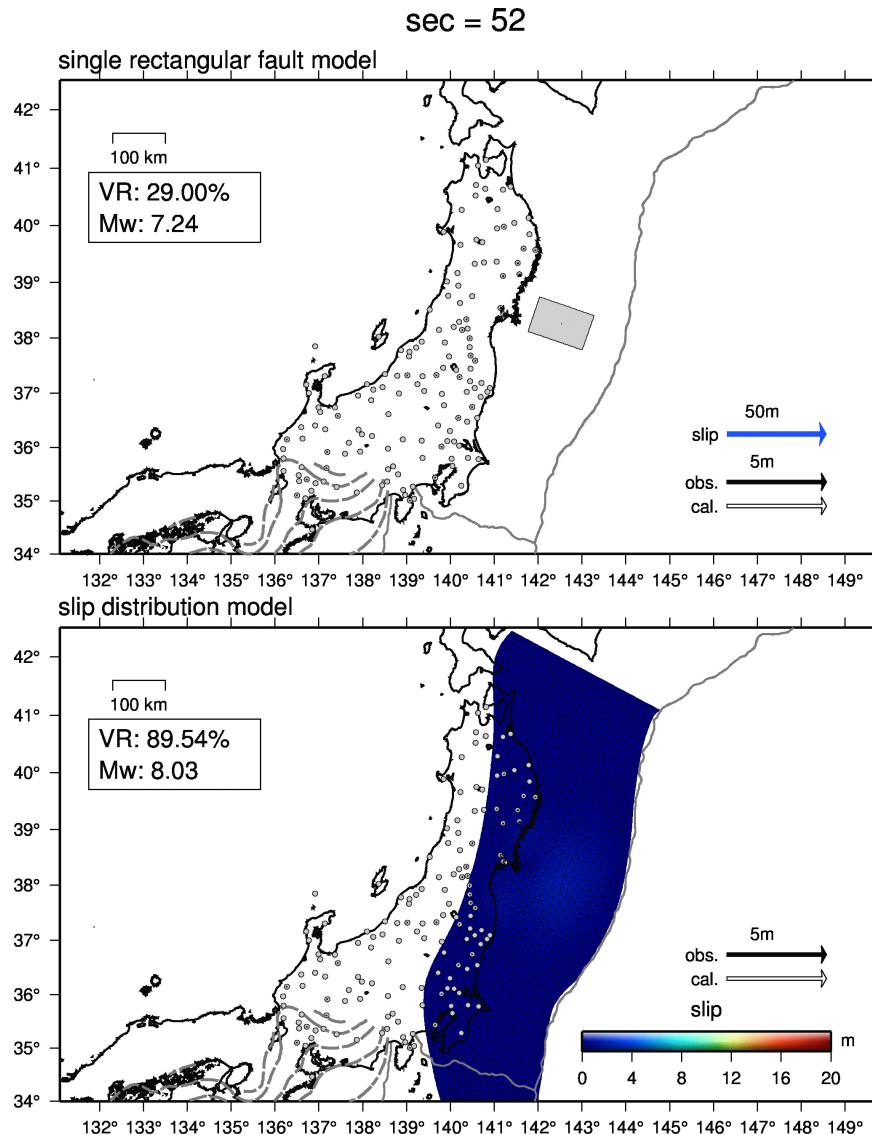 sec = 52
single rectangular fault model
42°
41°
40°
39°
38°
37°
36°
35°
34°
100 km
VR: 29.00%
Mw: 7.24
50m
slip
5m
obs.
cal.
132° 133° 134° 135° 136° 137° 138° 139° 140° 141° 142° 143° 144° 145° 146° 147° 148° 149°
slip distribution model
42°
41°
40°
39°
38°
37°
36°
35°
34°
100 km
VR: 89.54%
Mw: 8.03
5m
obs.
cal.
slip
m
0 4 8 12 16 20
132° 133° 134° 135° 136° 137° 138° 139° 140° 141° 142° 143° 144° 145° 146° 147° 148° 149°